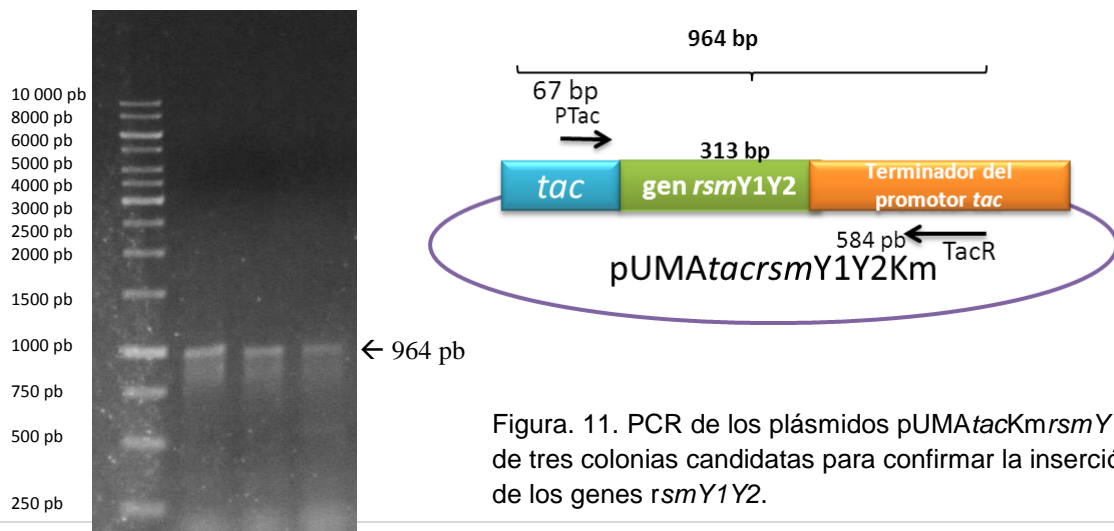 10 000 pb
8000 pb
6000 pb
5000 pb
4000 pb
3000 pb
2500 pb
2000 pb
1500 pb
1000 pb
750 pb
500 pb
250 pb
← 964 pb
964 bp
67 bp
PTac
313 bp
tac
gen rsmY1Y2
Terminador del
promotor tac
584 pb
TacR
pUMAtacrsmY1Y2Km
Figura. 11. PCR de los plásmidos pUMAtacKmrsmY
de tres colonias candidatas para confirmar la inserció
de los genes rsmY1Y2.